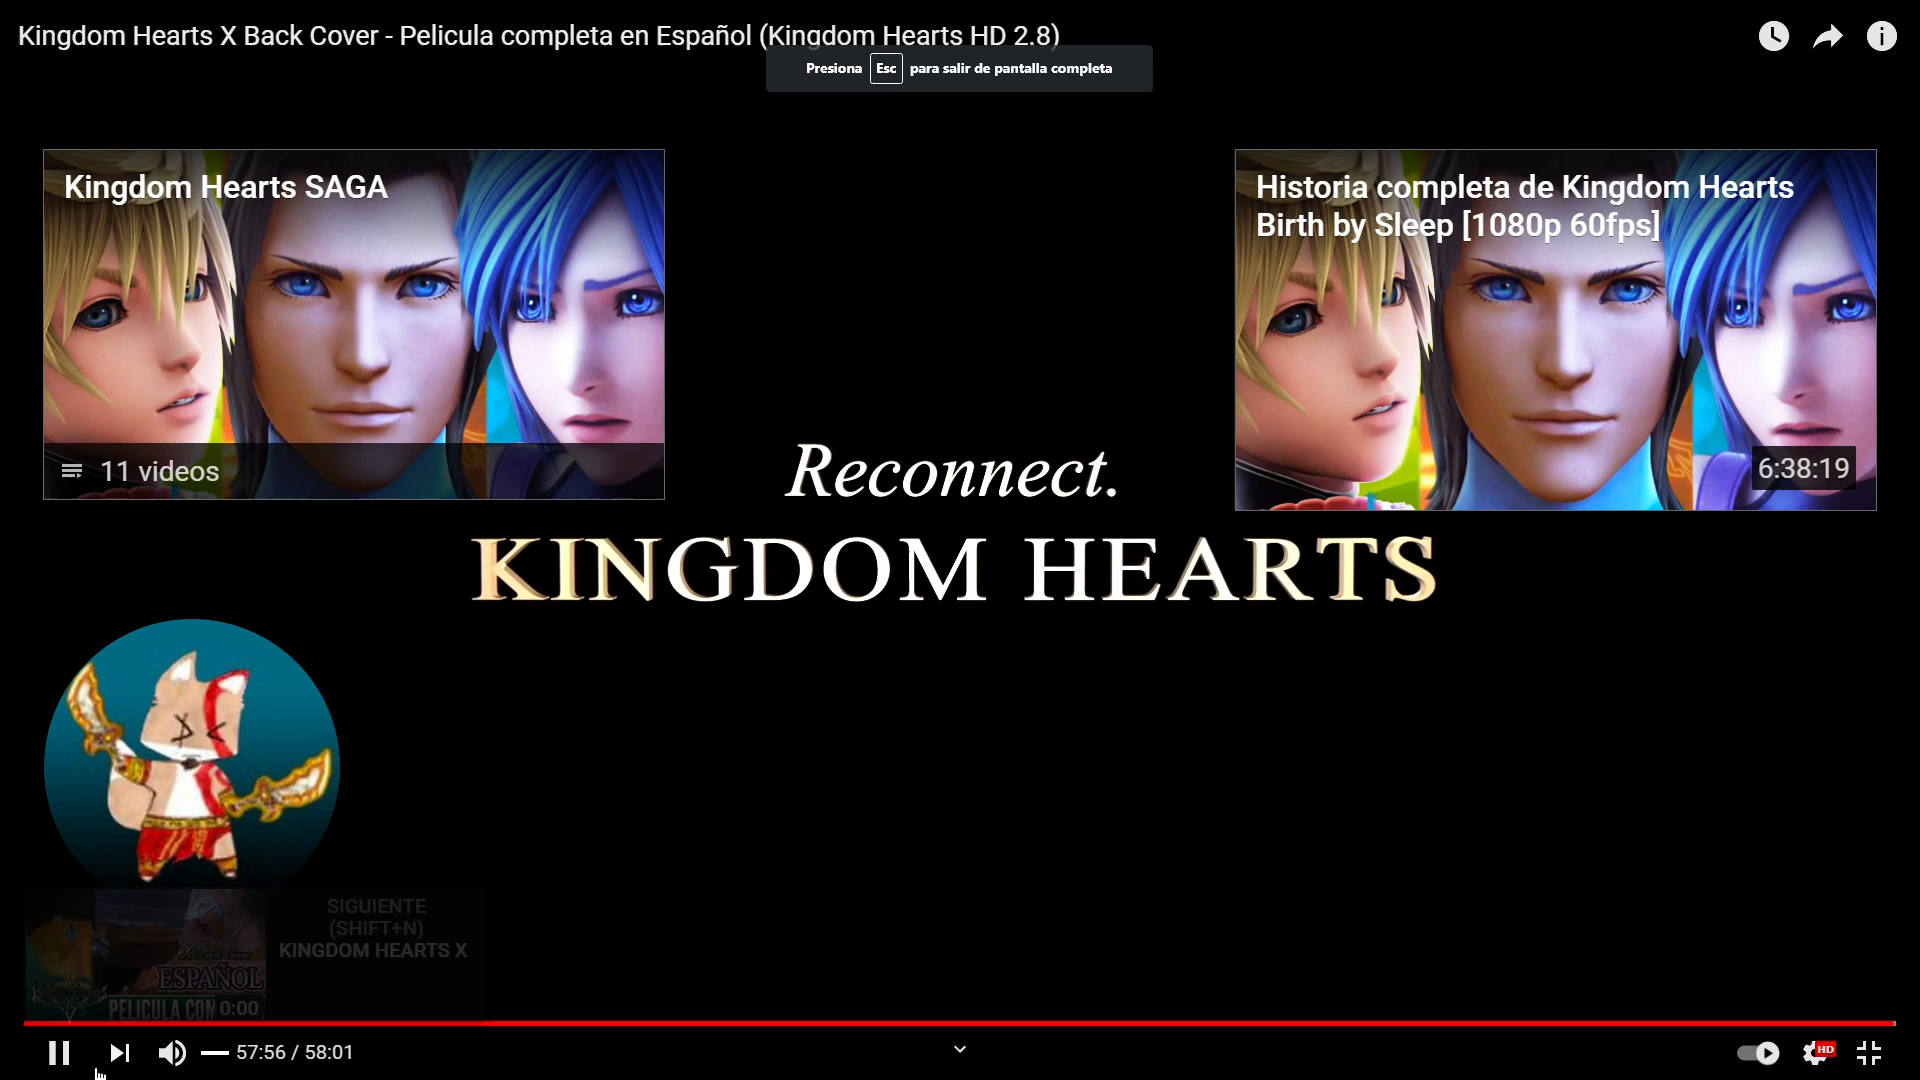 Kingdom Hearts X Back Cover - Pelicula completa en Español (Kingdom Hearts HD 2.8)
Presiona Esc para salir de pantalla completa
Kingdom Hearts SAGA
11 videos
Historia completa de Kingdom Hearts
Birth by Sleep [1080p 60fps]
6:38:19
Reconnect.
KINGDOM HEARTS
SIGUIENTE
(SHIFT+N)
KINGDOM HEARTS X
ESPAÑOL
PELICULA COM
0:00
57:56 / 58:01
HD